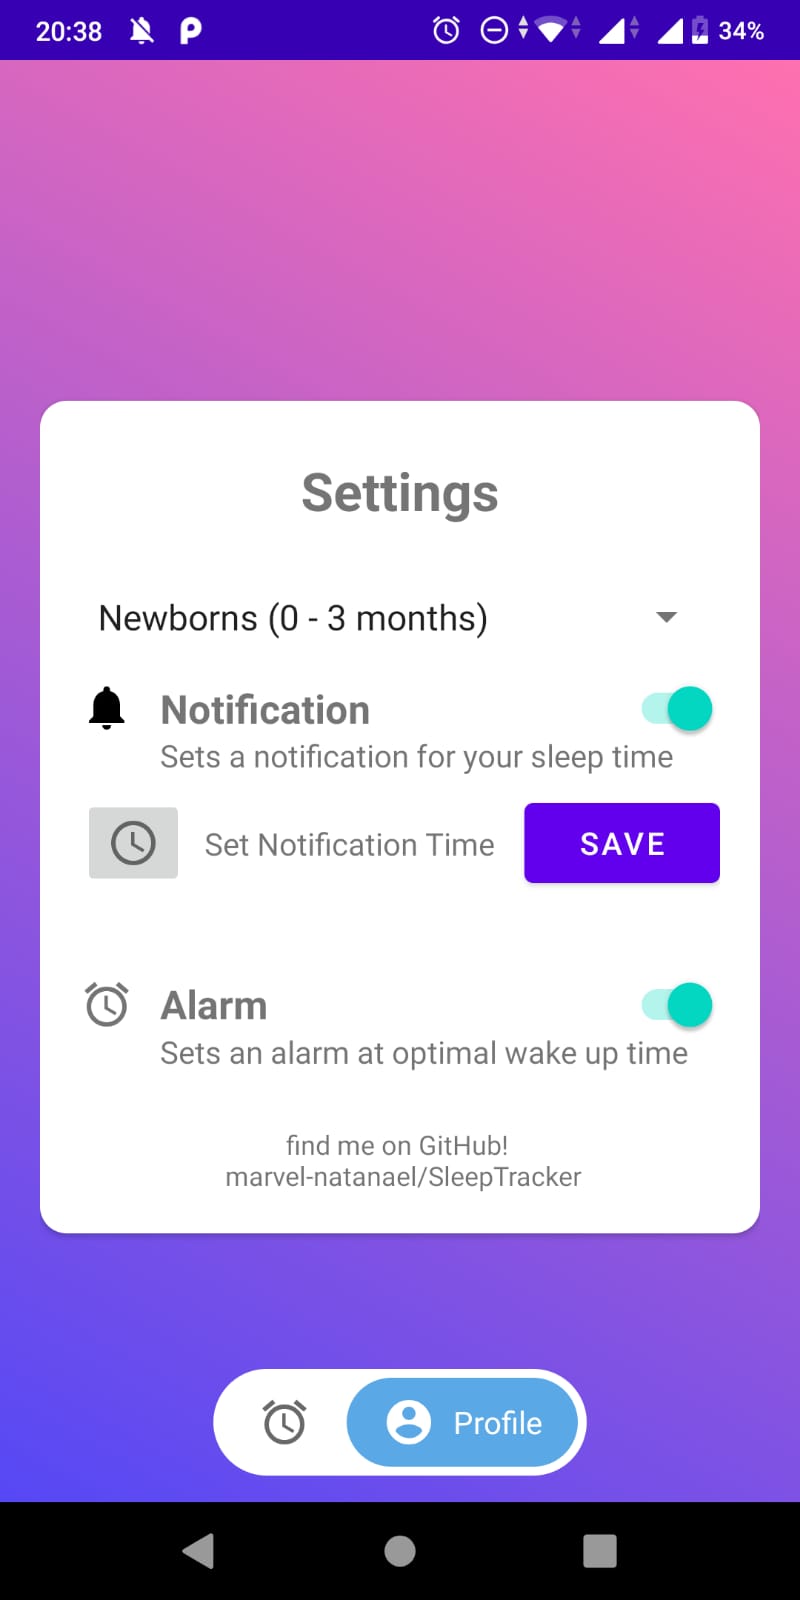 20:38
34%
Settings
Newborns (0 - 3 months)
Notification
Sets a notification for your sleep time
Set Notification Time
SAVE
Alarm
Sets an alarm at optimal wake up time
find me on GitHub!
marvel-natanael/SleepTracker
Profile